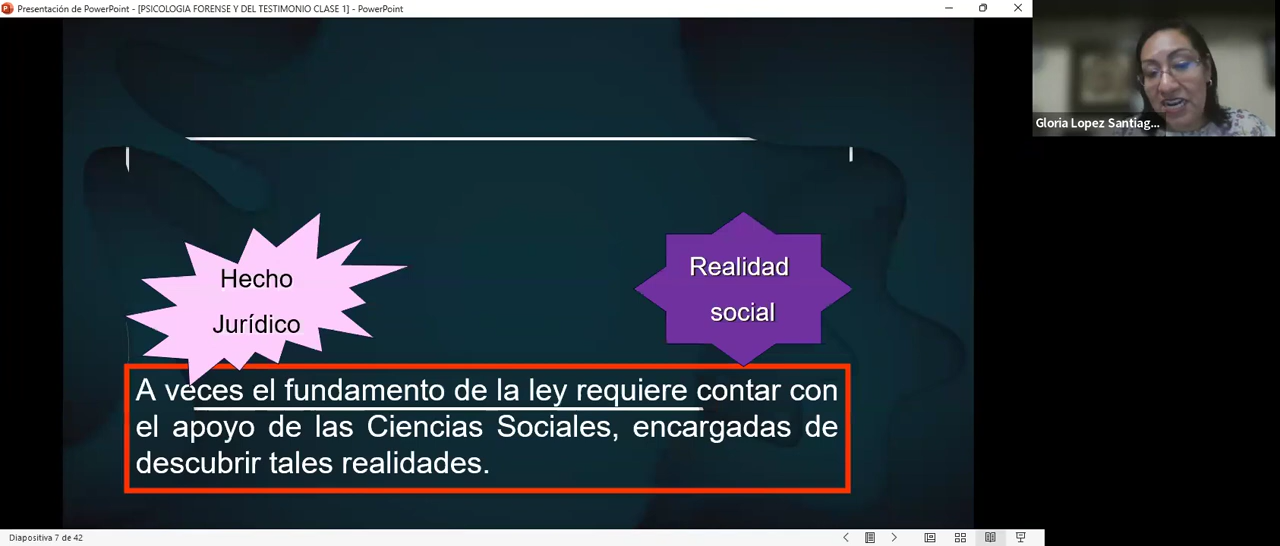 Presentación de PowerPoint - [PSICOLOGIA FORENSE Y DEL TESTIMONIO CLASE 1] - PowerPoint
Gloria Lopez Santiag...
Hecho
Jurídico
Realidad
social
A veces el fundamento de la ley requiere contar con
el apoyo de las Ciencias Sociales, encargadas de
descubrir tales realidades.
Diapositiva 7 de 42